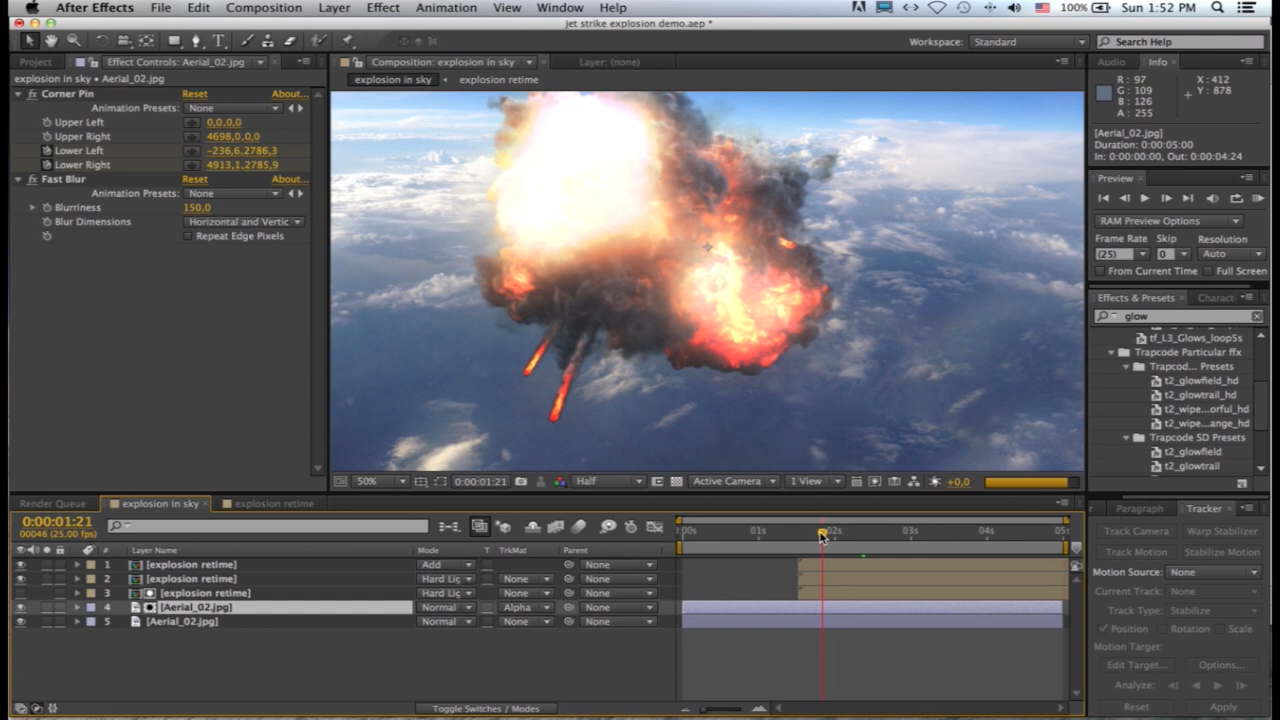 After Effects File Edit Composition Layer Effect Animation View Window Help 100% Sun 1:52 PM
jet strike explosion demo.aep *
Workspace: Standard Search Help
Project Effect Controls: Aerial_02.jpg Composition: explosion in sky Layer: (none) Audio Info
explosion in sky • Aerial_02.jpg
explosion in sky explosion retime
Corner Pin Reset About...
Animation Presets: None
Upper Left 0,0,0,0
Upper Right 4698,0,0,0
Lower Left -236,6,2786,3
Lower Right 4913,1,2785,9
Fast Blur Reset About...
Animation Presets: None
Blurriness 150,0
Blur Dimensions Horizontal and Vertic
Repeat Edge Pixels
R: 97 X: 412
G: 109 Y: 878
B: 126
A: 255
[Aerial_02.jpg]
Duration: 0:00:05:00
In: 0:00:00:00, Out: 0:00:04:24
Preview
RAM Preview Options
Frame Rate Skip Resolution
(25) 0 Auto
From Current Time Full Screen
Effects & Presets Charact
glow
tf_L3_Glows_loop5s
Trapcode Particular ffx
Trapcod... Presets
t2_glowfield_hd
t2_glowtrail_hd
t2_wipe...orful_hd
t2_wipe...ange_hd
Trapcode SD Presets
t2_glowfield
t2_glowtrail
50% 0:00:01:21 Half Active Camera 1 View +0,0
Render Queue explosion in sky explosion retime
0:00:01:21
00046 (25.00 fps)
:00s 01s 02s 03s 04s 05s
# Layer Name Mode T TrkMat Parent
1 [explosion retime] Add None
2 [explosion retime] Hard Lig None None
3 [explosion retime] Hard Lig None None
4 [Aerial_02.jpg] Normal Alpha None
5 [Aerial_02.jpg] Normal None None
Toggle Switches / Modes
Paragraph Tracker
Track Camera Warp Stabilizer
Track Motion Stabilize Motion
Motion Source: None
Current Track: None
Track Type: Stabilize
Position Rotation Scale
Motion Target:
Edit Target... Options...
Analyze:
Reset Apply